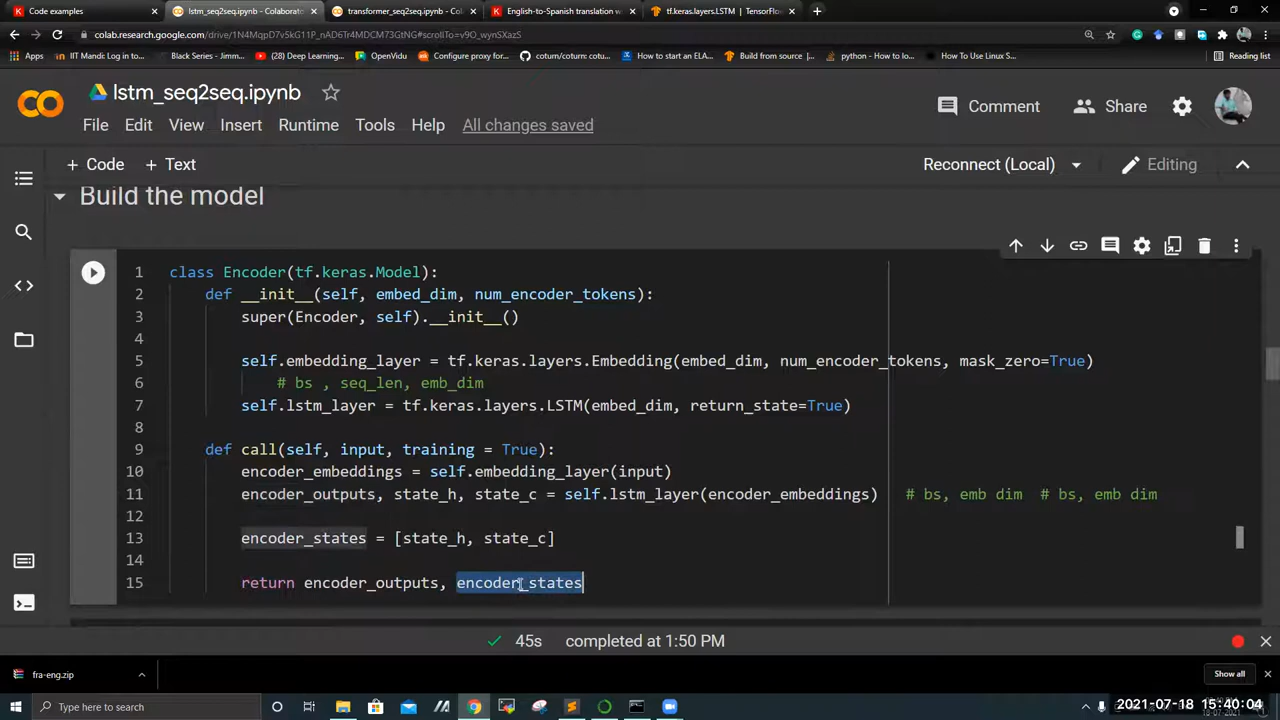 Keras code examples
lstm_seq2seq.ipynb - Colaborator
transformer_seq2seq.ipynb - Cola
English-to-Spanish translation w
tf.keras.layers.LSTM | TensorFlow
colab.research.google.com/drive/1N4MqpD7v5kG11P_nAD6Tr4MDCM73GtNG#scrollTo=v9O_wynSXazS
Apps
IIT Mandi: Log in to...
Black Series - Jimm...
(28) Deep Learning...
OpenVidu
Configure proxy for...
coturn/coturn: coturn
How to start an ELA...
Build from source |...
python - How to lo...
How To Use Linux S...
Reading list
lstm_seq2seq.ipynb
Comment
Share
File Edit View Insert Runtime Tools Help All changes saved
+ Code + Text
Reconnect (Local)
Editing
Build the model
1 class Encoder(tf.keras.Model):
2 def __init__(self, embed_dim, num_encoder_tokens):
3 super(Encoder, self).__init__()
4
5 self.embedding_layer = tf.keras.layers.Embedding(embed_dim, num_encoder_tokens, mask_zero=True)
6 # bs , seq_len, emb_dim
7 self.lstm_layer = tf.keras.layers.LSTM(embed_dim, return_state=True)
8
9 def call(self, input, training = True):
10 encoder_embeddings = self.embedding_layer(input)
11 encoder_outputs, state_h, state_c = self.lstm_layer(encoder_embeddings) # bs, emb dim # bs, emb dim
12
13 encoder_states = [state_h, state_c]
14
15 return encoder_outputs, encoder_states
45s completed at 1:50 PM
fra-eng.zip
Show all
Type here to search
2021-07-18 15:40:04